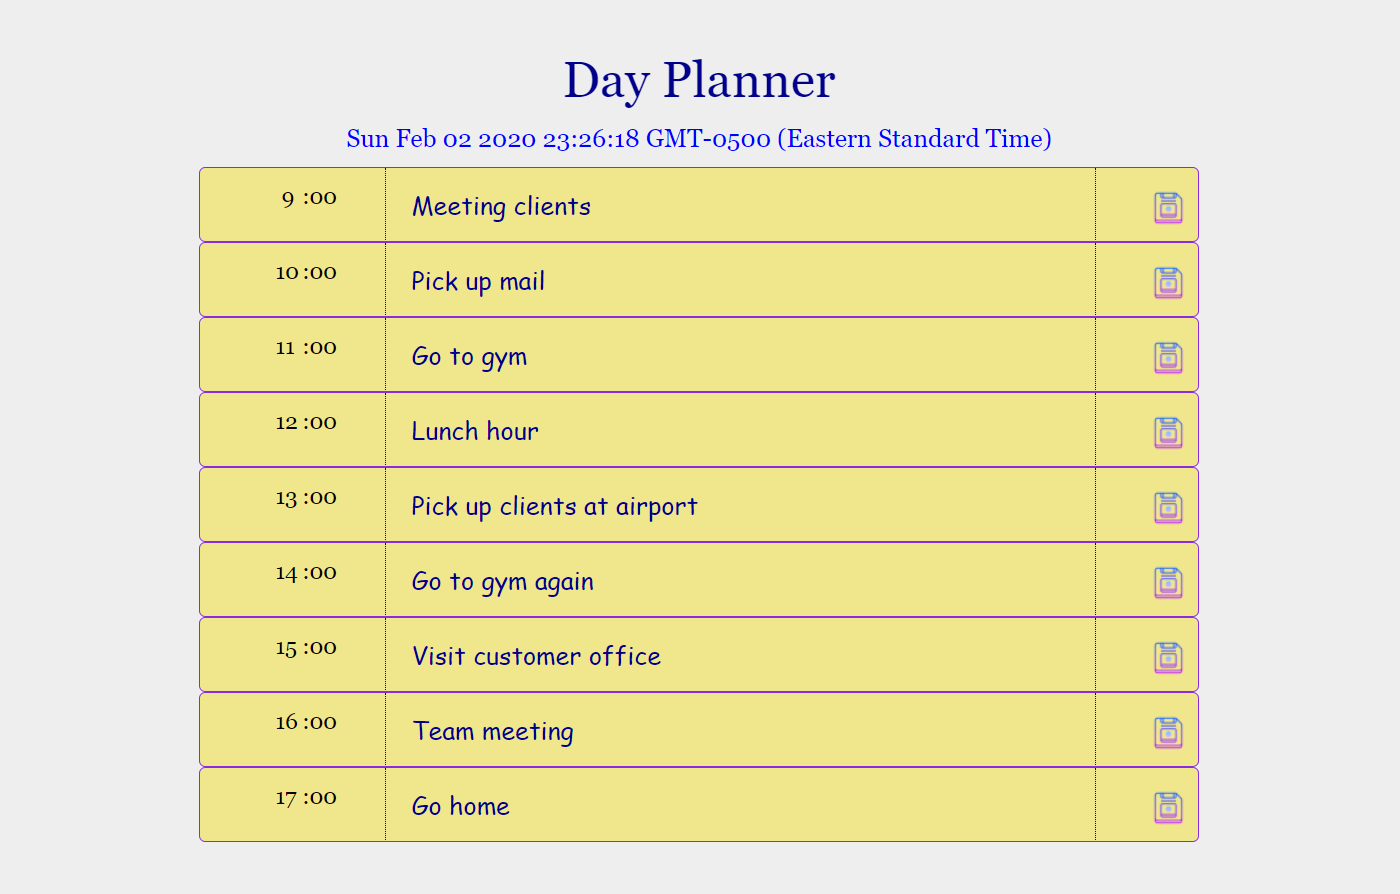 Day Planner
Sun Feb 02 2020 23:26:18 GMT-0500 (Eastern Standard Time)
9 :00 Meeting clients
10 :00 Pick up mail
11 :00 Go to gym
12 :00 Lunch hour
13 :00 Pick up clients at airport
14 :00 Go to gym again
15 :00 Visit customer office
16 :00 Team meeting
17 :00 Go home